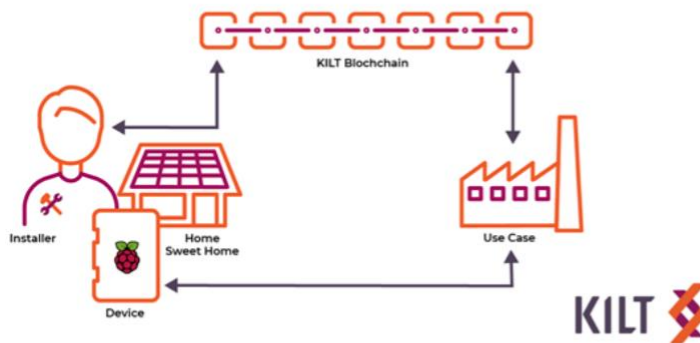 KILT Blochchain
Installer
Home
Sweet Home
Use Case
Device
KILT